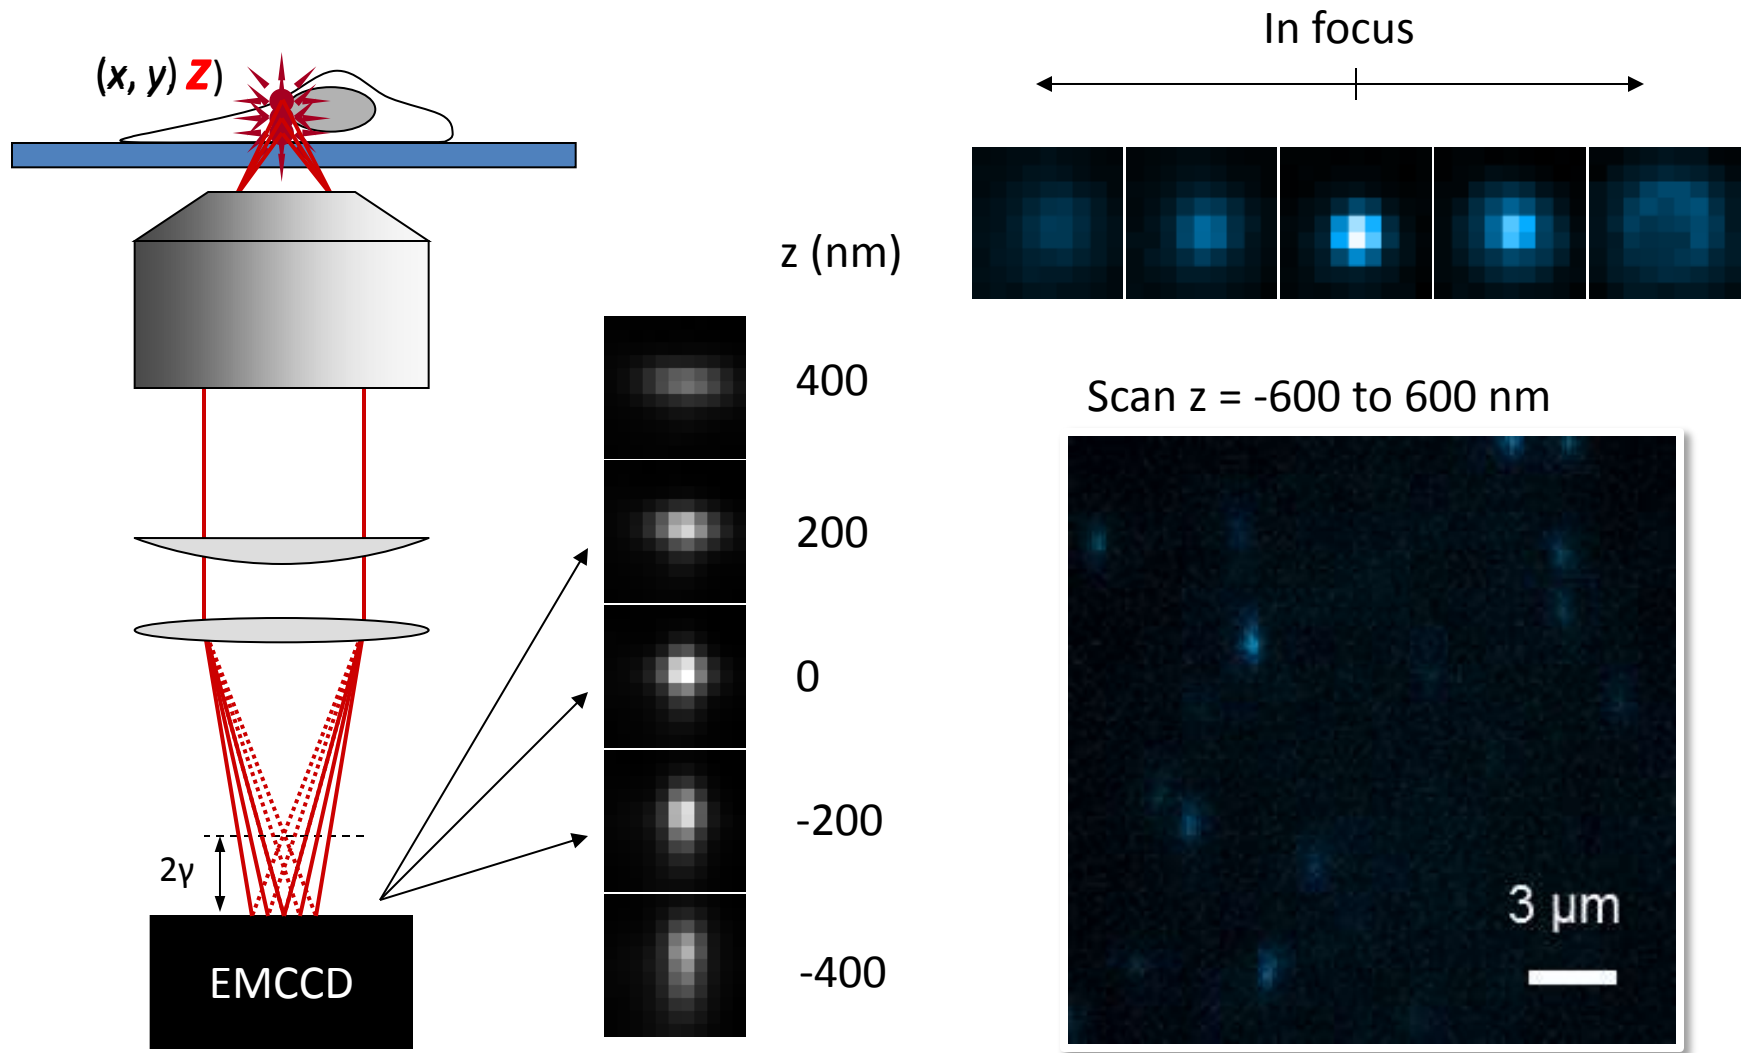 In focus
(x, y) z)
z (nm)
400
Scan z = -600 to 600 nm
200
0
-200
2γ
3 μm
EMCCD
-400